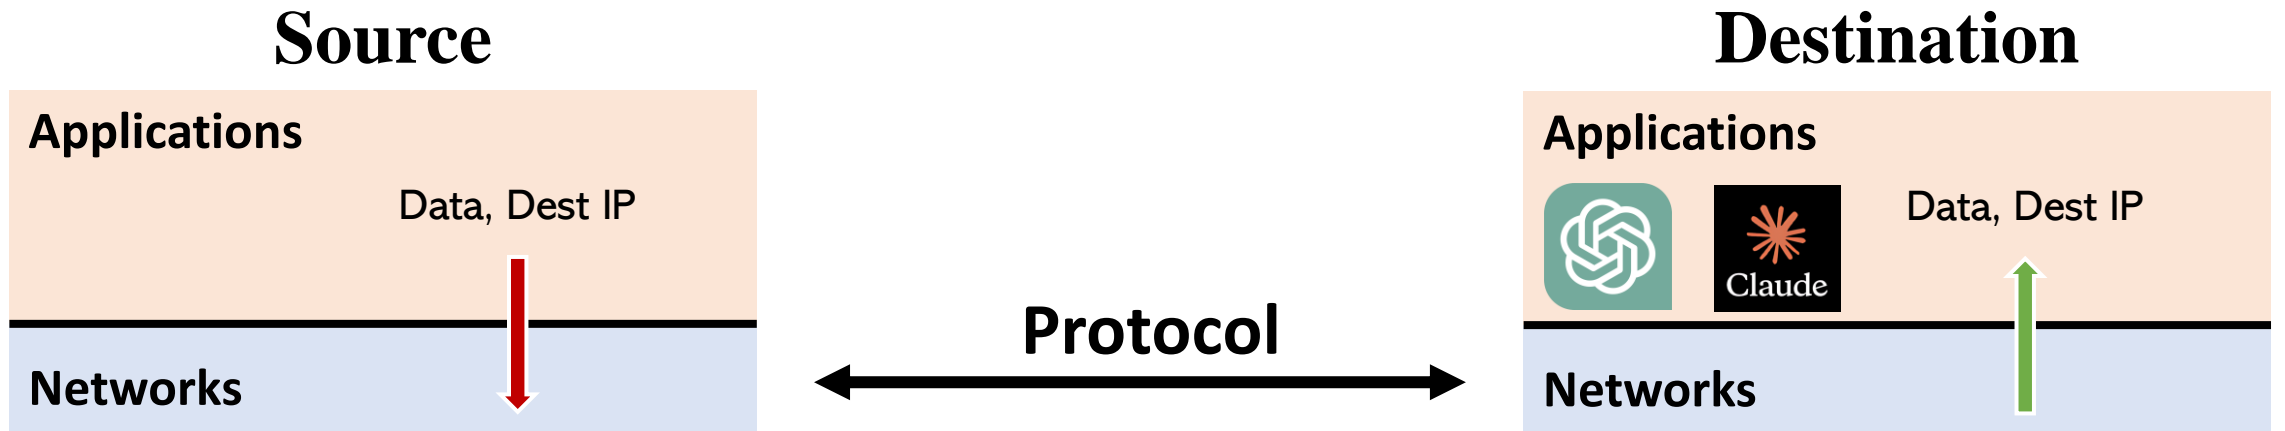 Source
Destination
Applications
Data, Dest IP
Networks
Protocol
Applications
Data, Dest IP
Claude
Networks